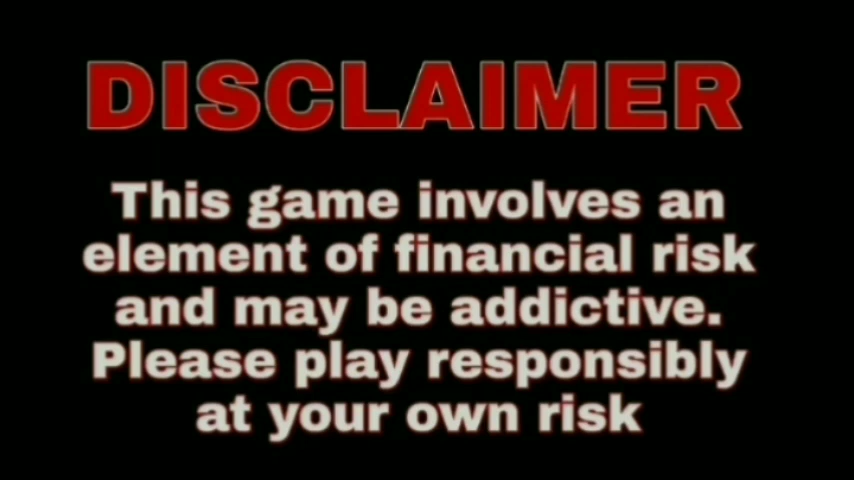 DISCLAIMER
This game involves an
element of financial risk
and may be addictive.
Please play responsibly
at your own risk